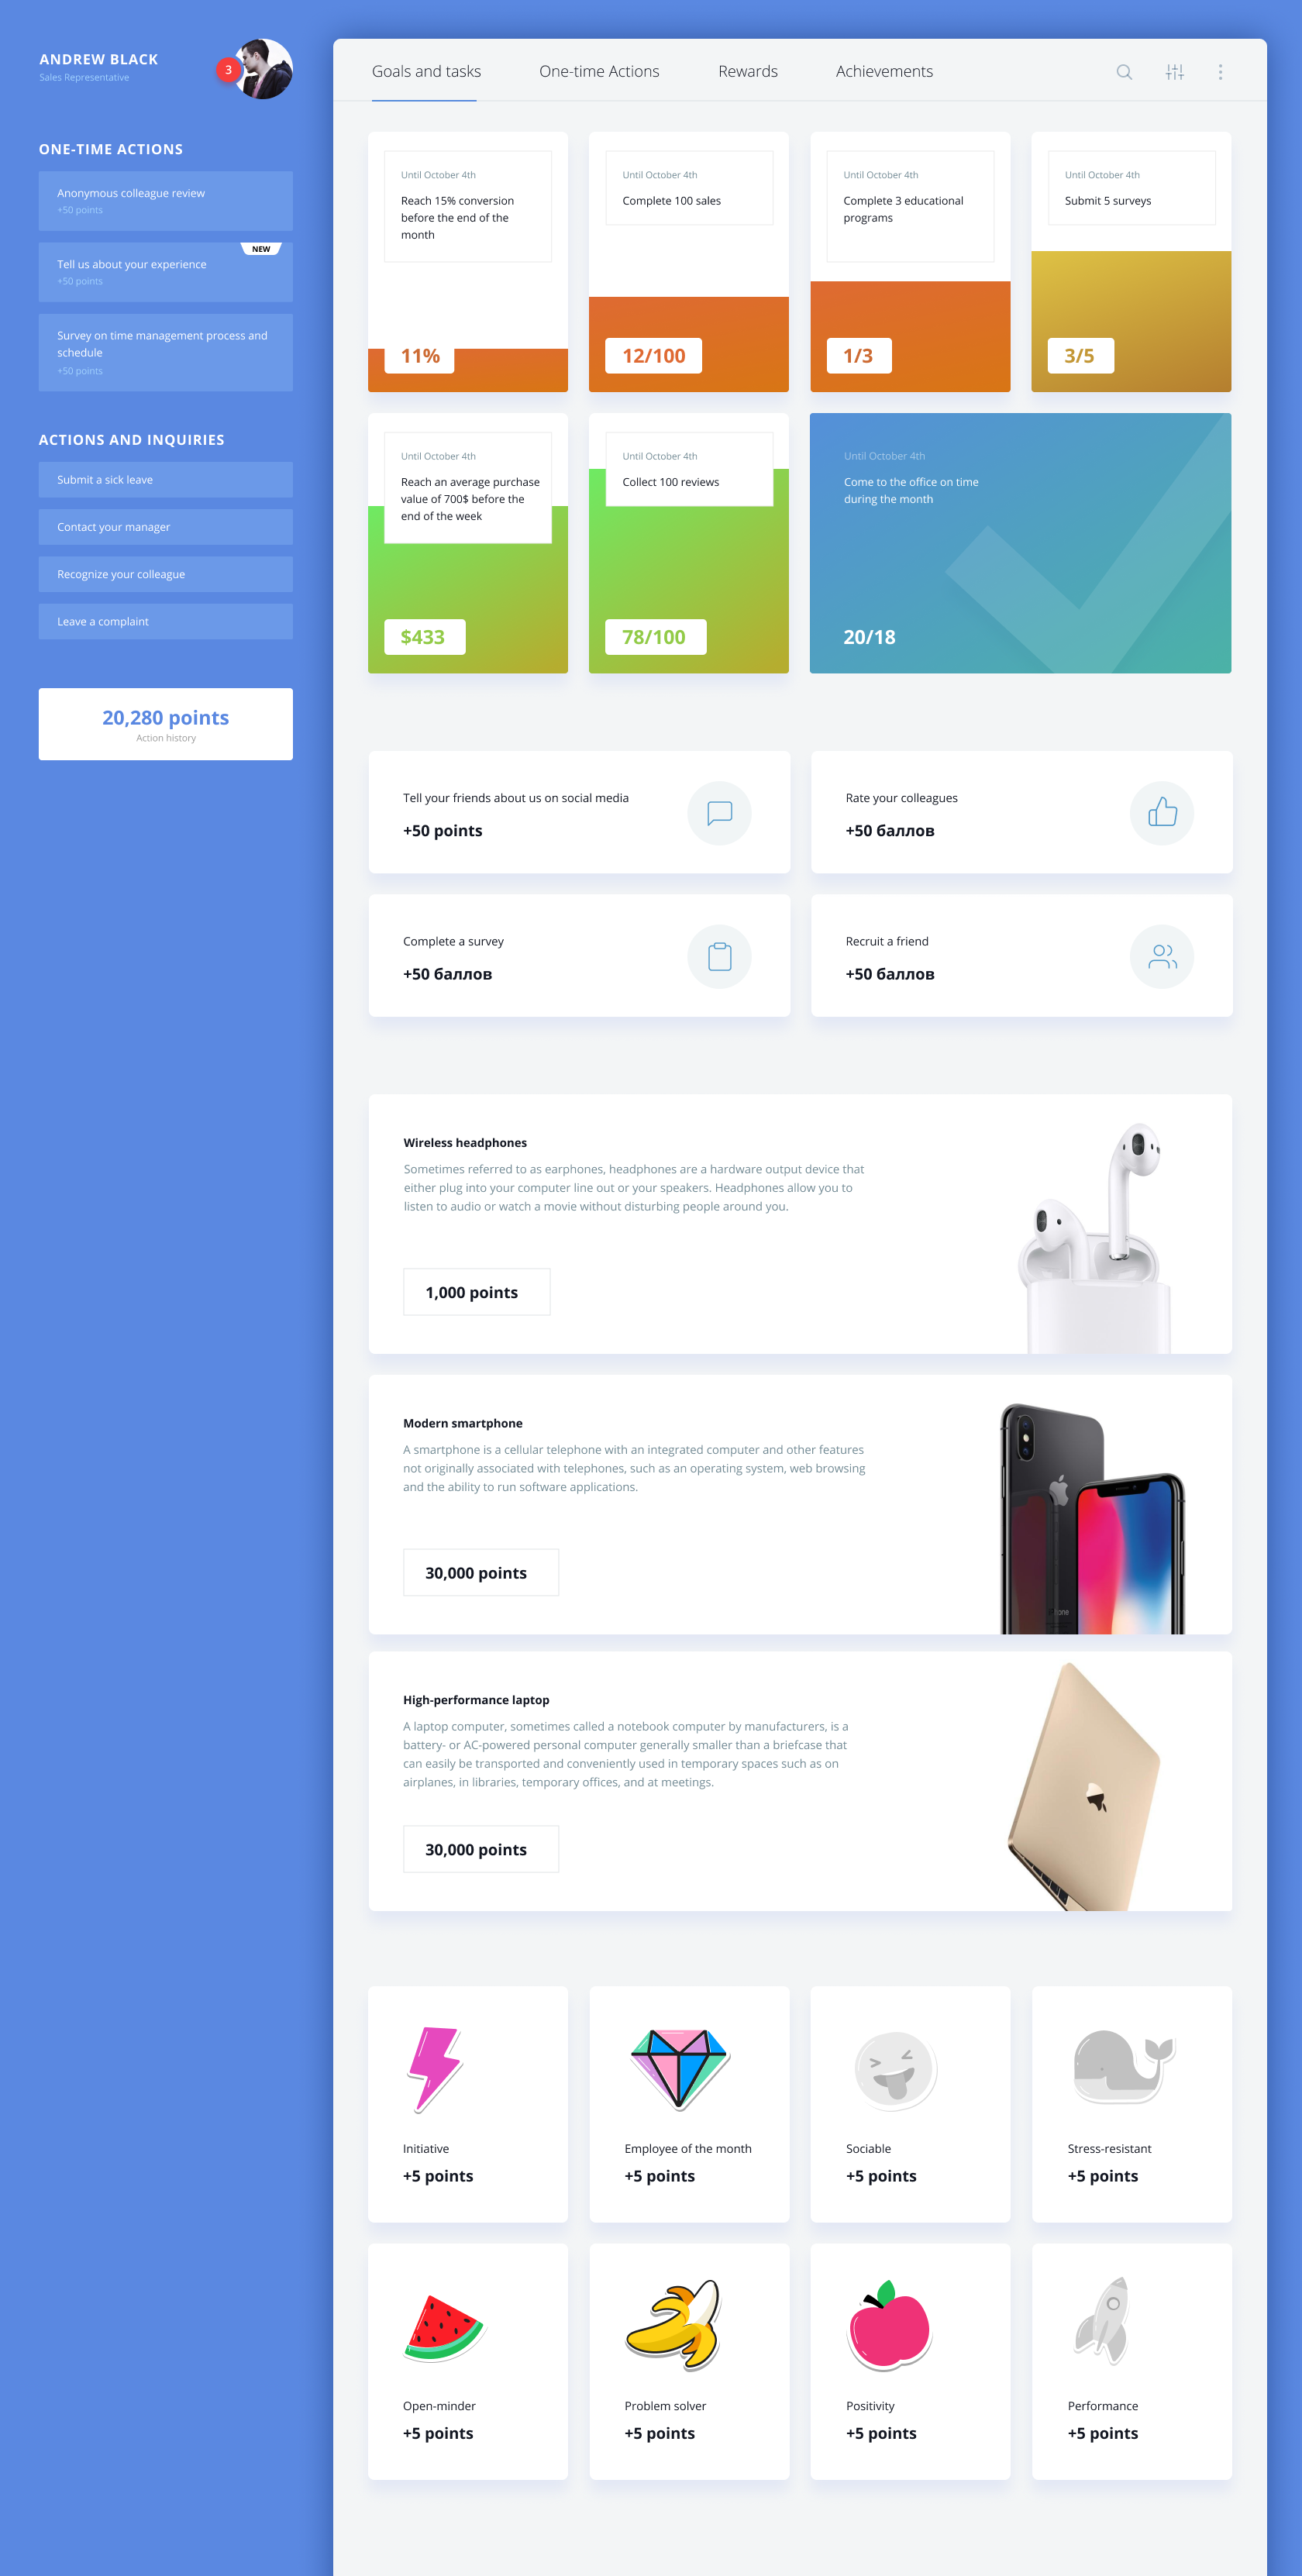 ANDREW BLACK
Sales Representative
3
ONE-TIME ACTIONS
Anonymous colleague review
+50 points
NEW
Tell us about your experience
+50 points
Survey on time management process and
schedule
+50 points
ACTIONS AND INQUIRIES
Submit a sick leave
Contact your manager
Recognize your colleague
Leave a complaint
20,280 points
Action history
Goals and tasks
One-time Actions
Rewards
Achievements
Until October 4th
Reach 15% conversion
before the end of the
month
11%
Until October 4th
Complete 100 sales
12/100
Until October 4th
Complete 3 educational
programs
1/3
Until October 4th
Submit 5 surveys
3/5
Until October 4th
Reach an average purchase
value of 700$ before the
end of the week
$433
Until October 4th
Collect 100 reviews
78/100
Until October 4th
Come to the office on time
during the month
20/18
Tell your friends about us on social media
+50 points
Rate your colleagues
+50 баллов
Complete a survey
+50 баллов
Recruit a friend
+50 баллов
Wireless headphones
Sometimes referred to as earphones, headphones are a hardware output device that
either plug into your computer line out or your speakers. Headphones allow you to
listen to audio or watch a movie without disturbing people around you.
1,000 points
Modern smartphone
A smartphone is a cellular telephone with an integrated computer and other features
not originally associated with telephones, such as an operating system, web browsing
and the ability to run software applications.
30,000 points
High-performance laptop
A laptop computer, sometimes called a notebook computer by manufacturers, is a
battery- or AC-powered personal computer generally smaller than a briefcase that
can easily be transported and conveniently used in temporary spaces such as on
airplanes, in libraries, temporary offices, and at meetings.
30,000 points
Initiative
+5 points
Employee of the month
+5 points
Sociable
+5 points
Stress-resistant
+5 points
Open-minder
+5 points
Problem solver
+5 points
Positivity
+5 points
Performance
+5 points